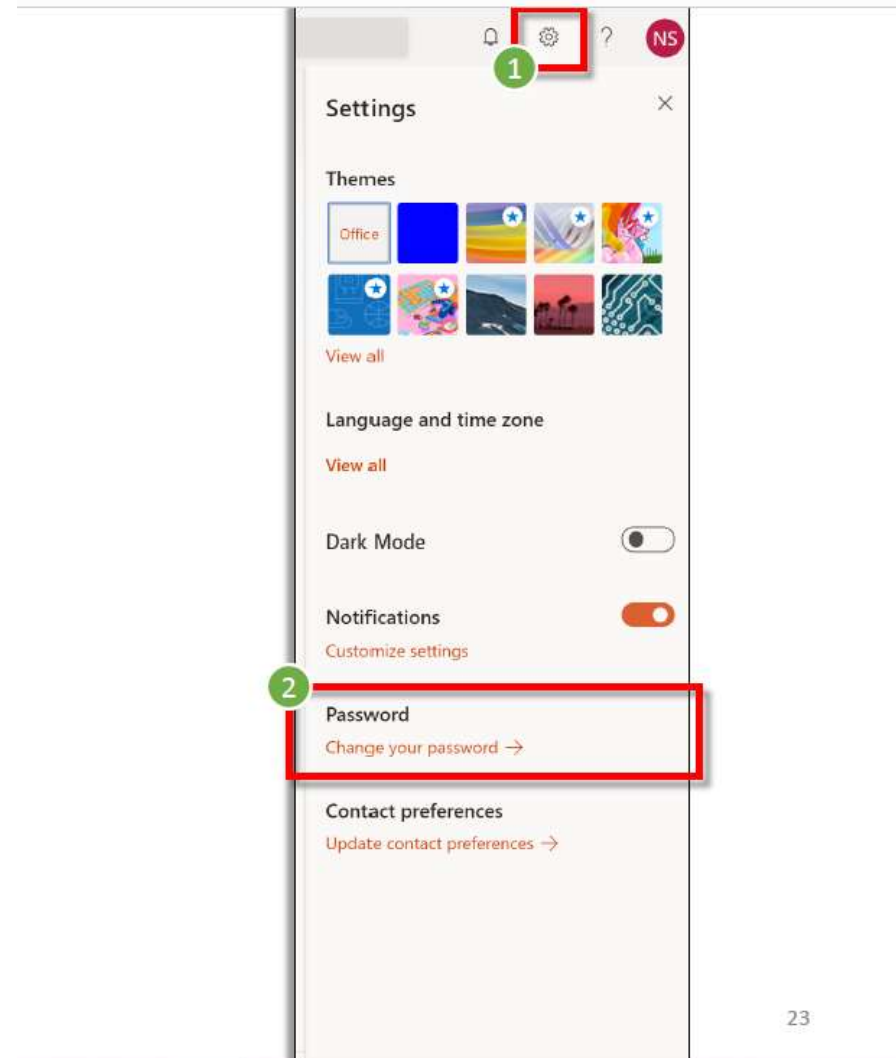 ? NS
1
Settings
Themes
Office
View all
Language and time zone
View all
Dark Mode
Notifications
Customize settings
2
Password
Change your password →
Contact preferences
Update contact preferences →
23